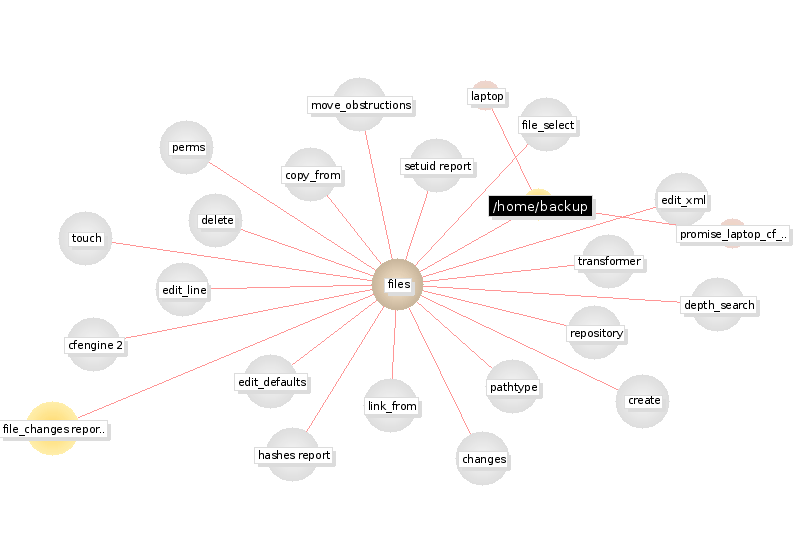 laptop
move_obstructions
file_select
perms
setuid report
copy_from
edit_xml
/home/backup
delete
promise_laptop_cf_..
touch
transformer
files
edit_line
depth_search
repository
cfengine 2
edit_defaults
pathtype
create
link_from
file_changes repor..
hashes report
changes